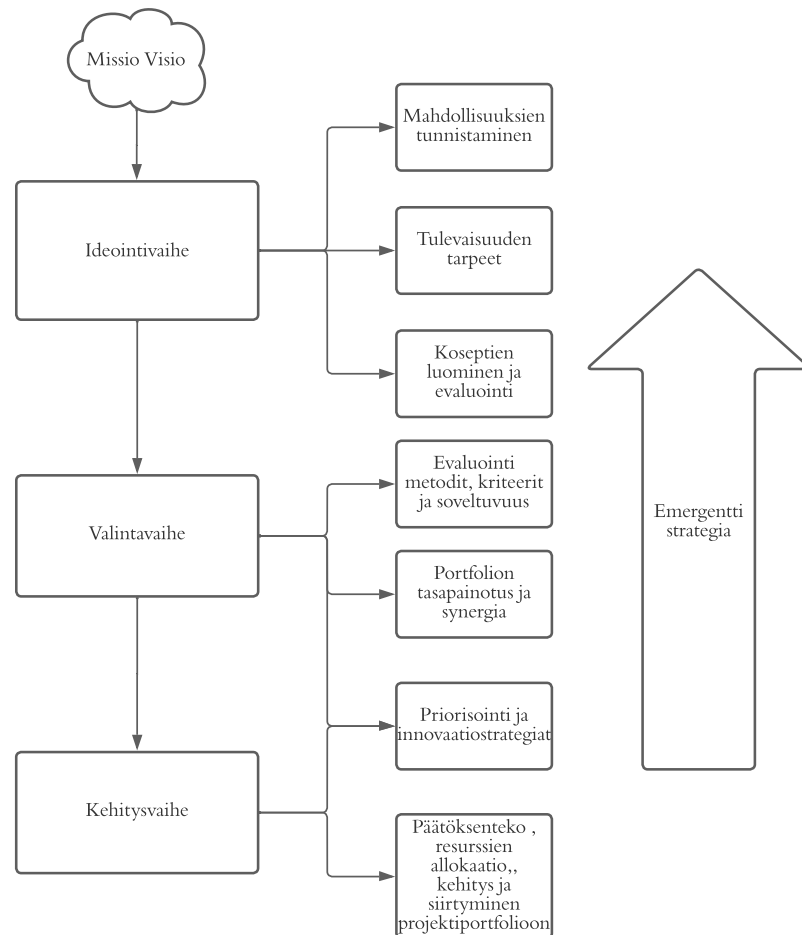 Missio Visio
Mahdollisuuksien
tunnistaminen
Ideointivaihe
Tulevaisuuden
tarpeet
Koseptien
luominen ja
evaluointi
Evaluointi
metodit, kriteerit
ja soveltuvuus
Valintavaihe
Emergentti
strategia
Portfolion
tasapainotus ja
synergia
Priorisointi ja
innovaatiostrategiat
Kehitysvaihe
Päätöksenteko ,
resurssien
allokaatio,,
kehitys ja
siirtyminen
projektiportfolioon